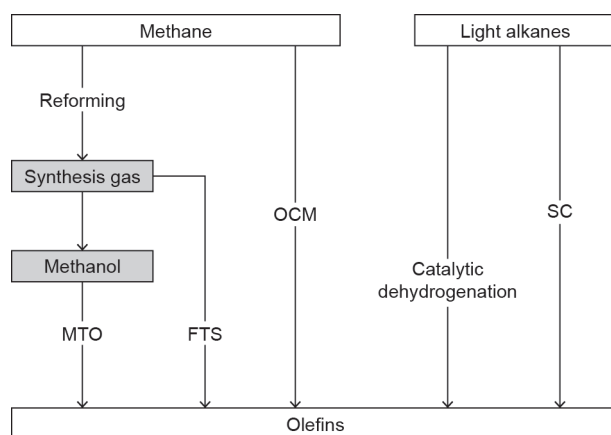 Methane
Light alkanes
Reforming
Synthesis gas
OCM
SC
Methanol
Catalytic
dehydrogenation
MTO
FTS
Olefins